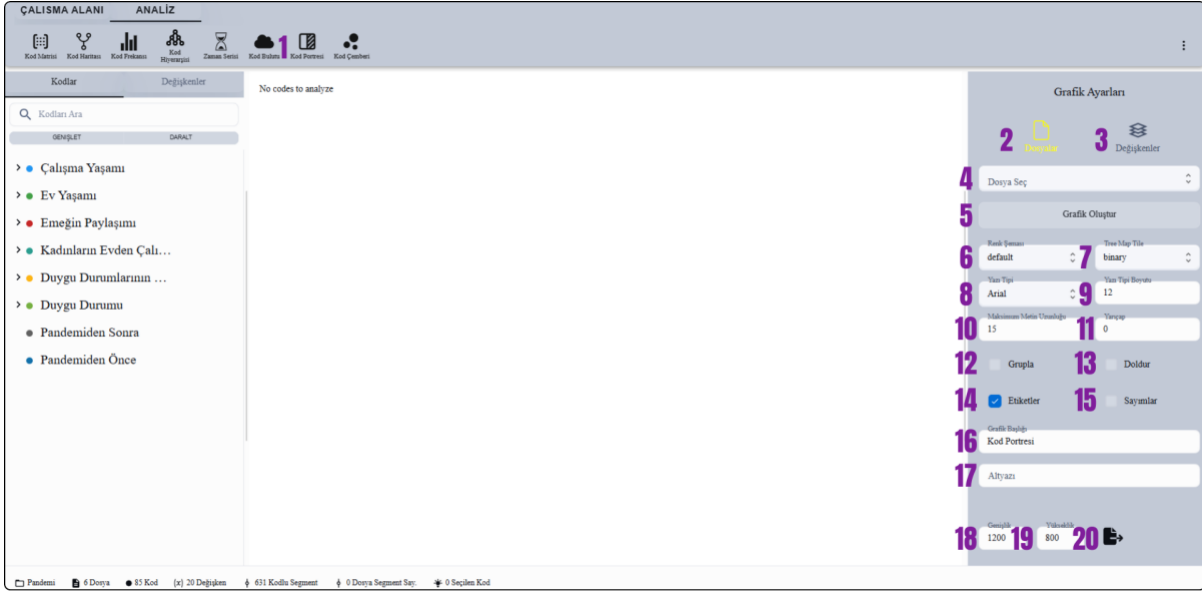 ÇALISMA ALANI ANALİZ
Kod Matrisi Kod Haritası Kod Frekansı Kod Hiyerarşisi Zaman Serisi Kod Bulutu 1 Kod Portresi Kod Çemberi
Kodlar Değişkenler
Kodları Ara
GENİŞLET DARALT
Çalışma Yaşamı
Ev Yaşamı
Emeğin Paylaşımı
Kadınların Evden Çalı...
Duygu Durumlarının ...
Duygu Durumu
Pandemiden Sonra
Pandemiden Önce
No codes to analyze
Grafik Ayarları
2 Dosyalar 3 Değişkenler
4 Dosya Seç
5 Grafik Oluştur
Renk Şeması Tree Map Tile
6 default 7 binary
Yazı Tipi Yazı Tipi Boyutu
8 Arial 9 12
Maksimum Metin Uzunluğu Yarıçap
10 15 11 0
12 Grupla 13 Doldur
14 Etiketler 15 Sayımlar
Grafik Başlığı
16 Kod Portresi
17 Altyazı
Genişlik Yükseklik
18 1200 19 800 20
Pandemi 6 Dosya 85 Kod {x} 20 Değişken 631 Kodlu Segment 0 Dosya Segment Say. 0 Seçilen Kod